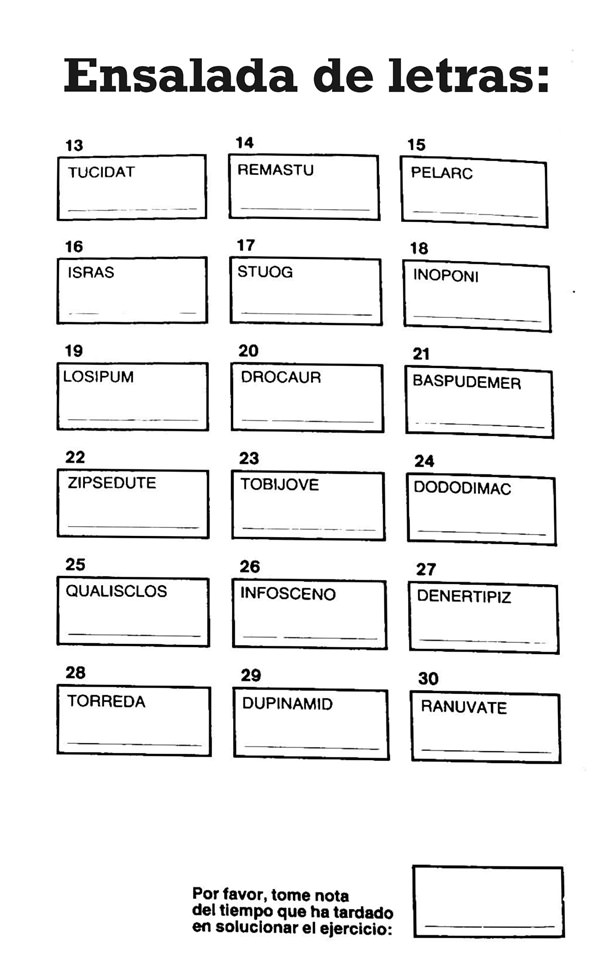 Ensalada de letras:
13
TUCIDAT
14
REMASTU
15
PELARC
16
ISRAS
17
STUOG
18
INOPONI
19
LOSIPUM
20
DROCAUR
21
BASPUDEMER
22
ZIPSEDUTE
23
TOBIJOVE
24
DODODIMAC
25
QUALISCLOS
26
INFOSCENO
27
DENERTIPIZ
28
TORREDA
29
DUPINAMID
30
RANUVATE
Por favor, tome nota
del tiempo que ha tardado
en solucionar el ejercicio: